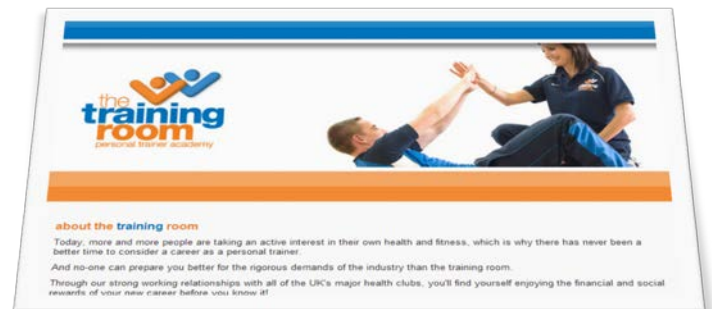 the
training
room
personal trainer academy
about the training room
Today, more and more people are taking an active interest in their own health and fitness, which is why there has never been a
better time to consider a career as a personal trainer.
And no-one can prepare you better for the rigorous demands of the industry than the training room.
Through our strong working relationships with all of the UK's major health clubs, you'll find yourself enjoying the financial and social
rewards of your new career before you know it!